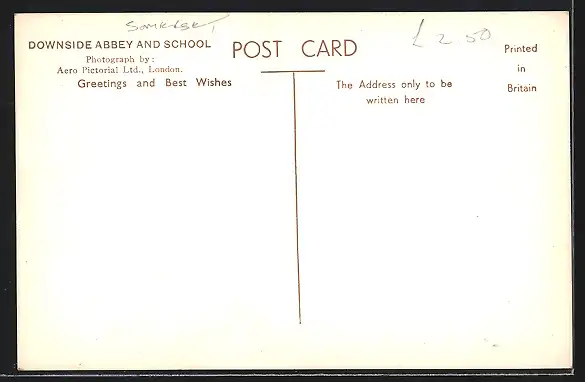 Somerset
£2.50
DOWNSIDE ABBEY AND SCHOOL
Photograph by:
Aero Pictorial Ltd., London.
Greetings and Best Wishes
POST CARD
The Address only to be
written here
Printed
in
Britain